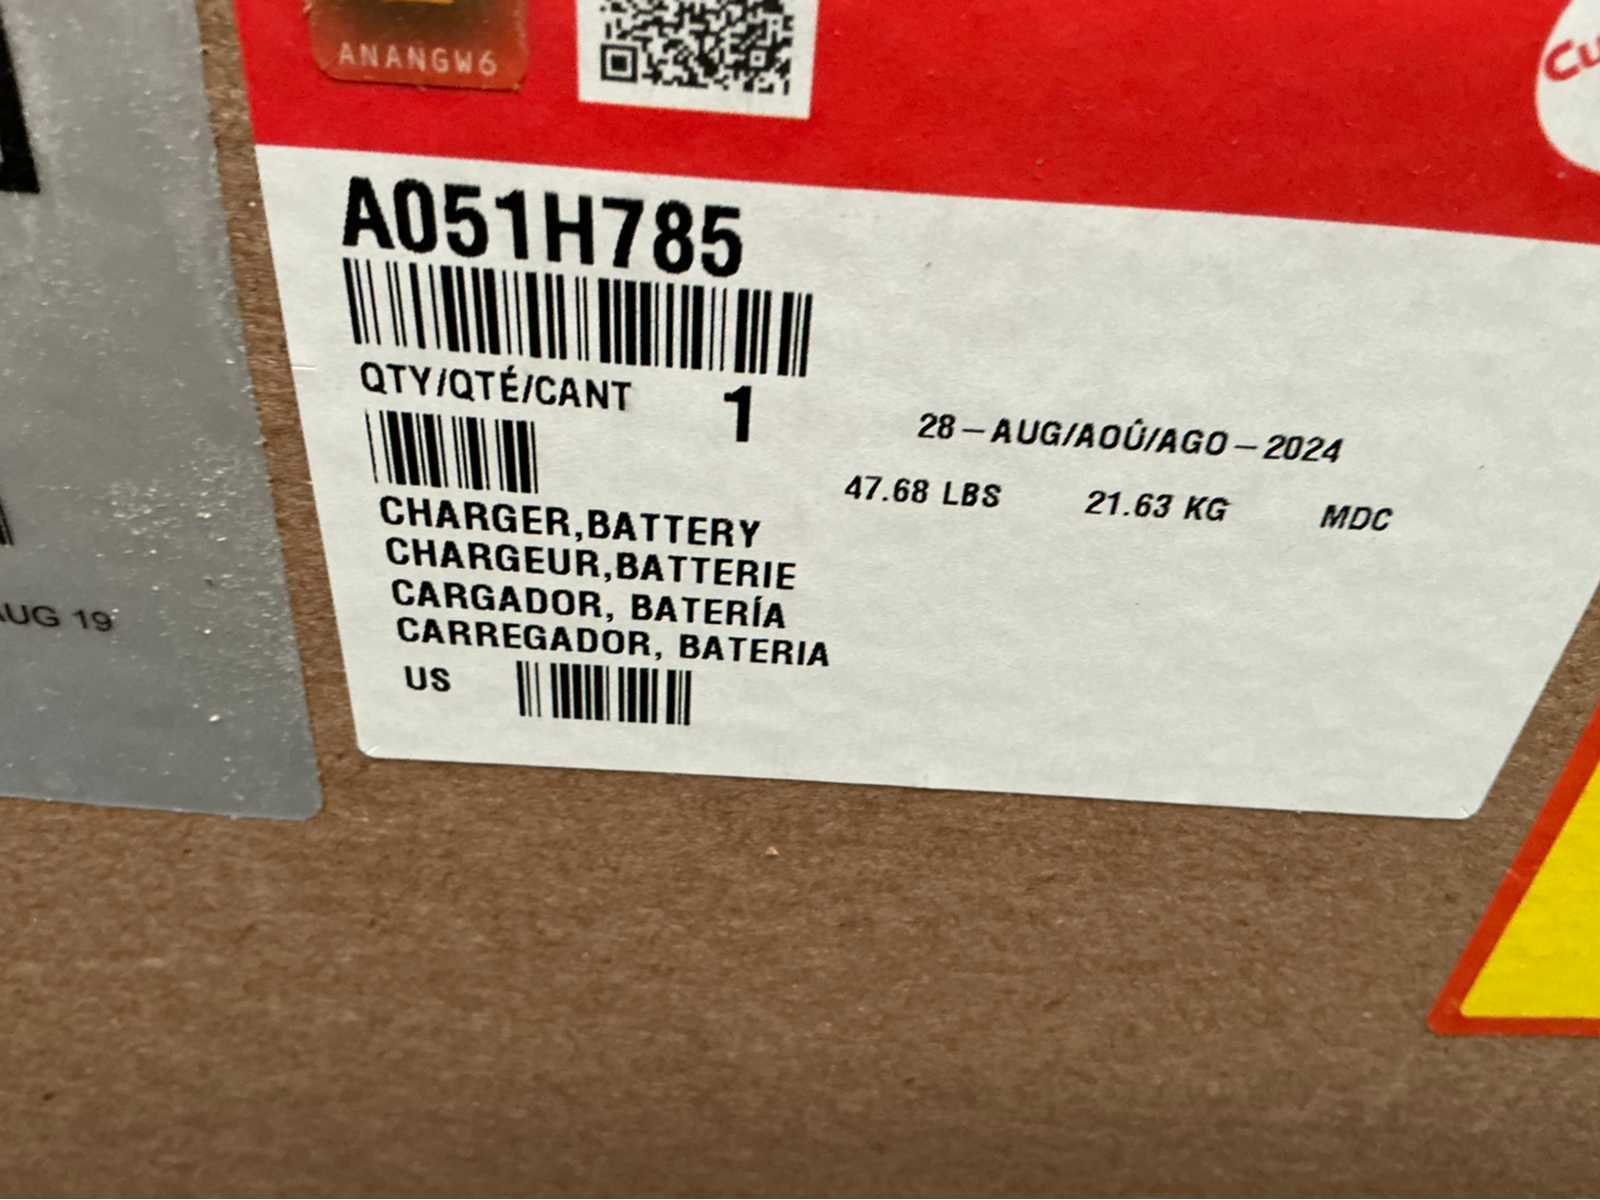 ANANGW6
Cu
A051H785
QTY/QTÉ/CANT 1
28-AUG/AOÛ/AGO-2024
47.68 LBS 21.63 KG MDC
CHARGER,BATTERY
CHARGEUR,BATTERIE
CARGADOR, BATERÍA
CARREGADOR, BATERIA
US
AUG 19